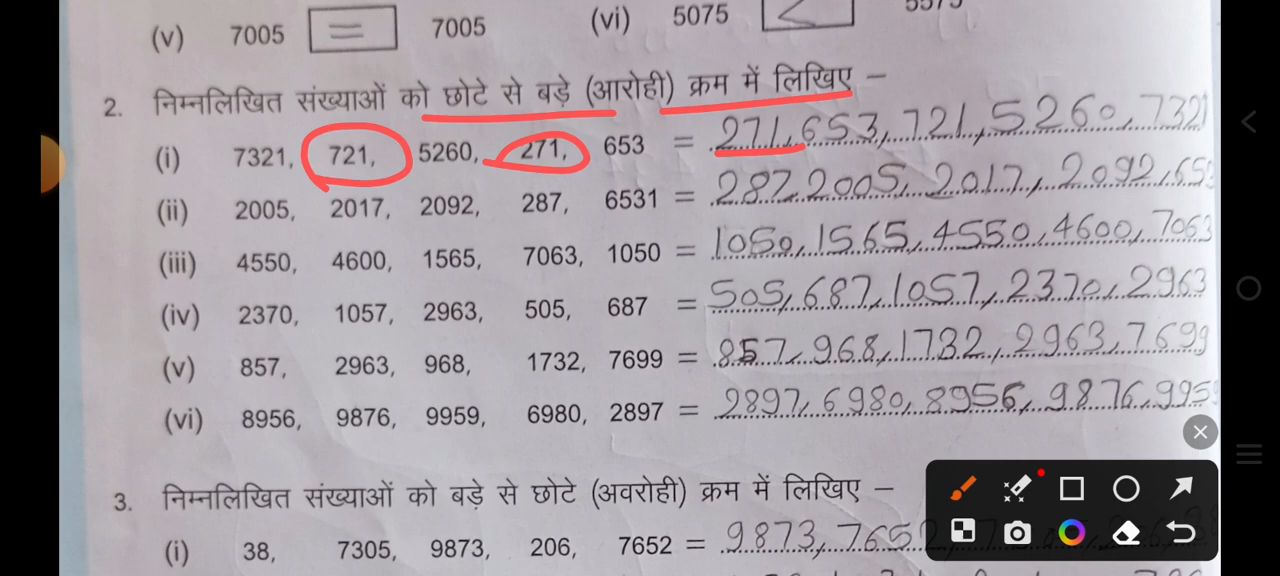 (v) 7005 = 7005 (vi) 5075 <
2. निम्नलिखित संख्याओं को छोटे से बड़े (आरोही) क्रम में लिखिए –
(i) 7321, 721, 5260, 271, 653 = 271, 653, 721, 5260, 7321
(ii) 2005, 2017, 2092, 287, 6531 = 287, 2005, 2017, 2092, 653
(iii) 4550, 4600, 1565, 7063, 1050 = 1050, 1565, 4550, 4600, 7063
(iv) 2370, 1057, 2963, 505, 687 = 505, 687, 1057, 2370, 2963
(v) 857, 2963, 968, 1732, 7699 = 857, 968, 1732, 2963, 7699
(vi) 8956, 9876, 9959, 6980, 2897 = 2897, 6980, 8956, 9876, 995
3. निम्नलिखित संख्याओं को बड़े से छोटे (अवरोही) क्रम में लिखिए –
(i) 38, 7305, 9873, 206, 7652 = 9873, 7652